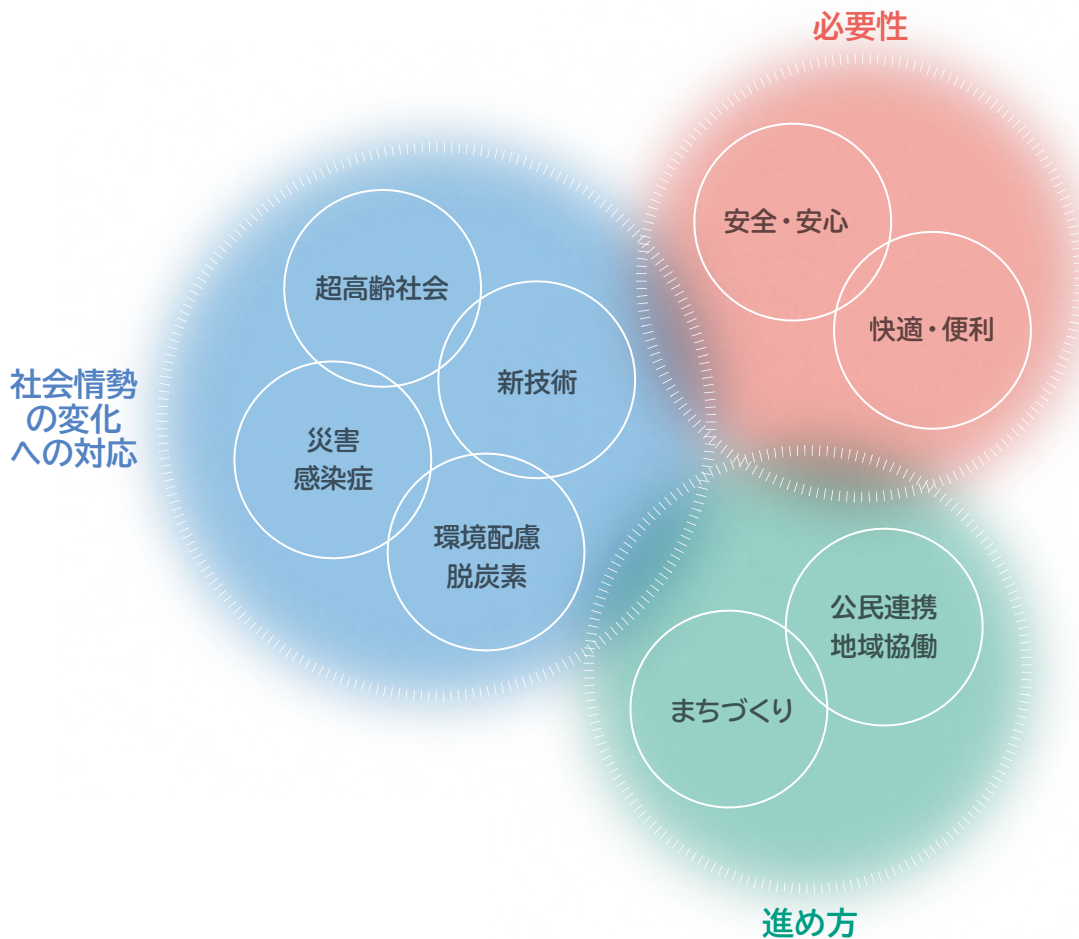 必要性
安全・安心
快適・便利
社会情勢
の変化
への対応
超高齢社会
新技術
災害
感染症
環境配慮
脱炭素
公民連携
地域協働
まちづくり
進め方